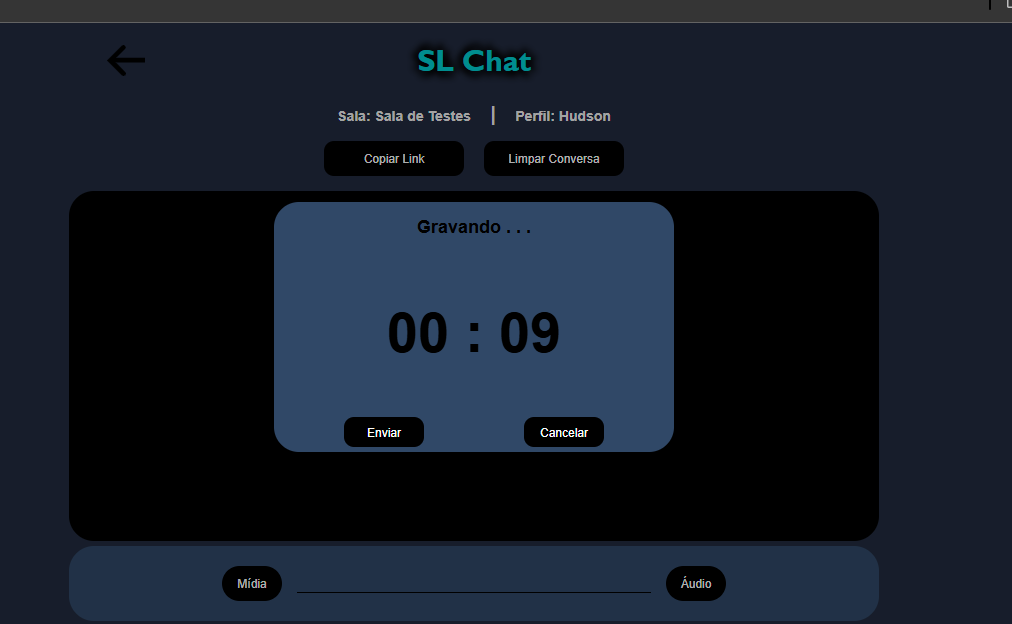 SL Chat
Sala: Sala de Testes | Perfil: Hudson
Copiar Link Limpar Conversa
Gravando . . .
00 : 09
Enviar Cancelar
Mídia Áudio